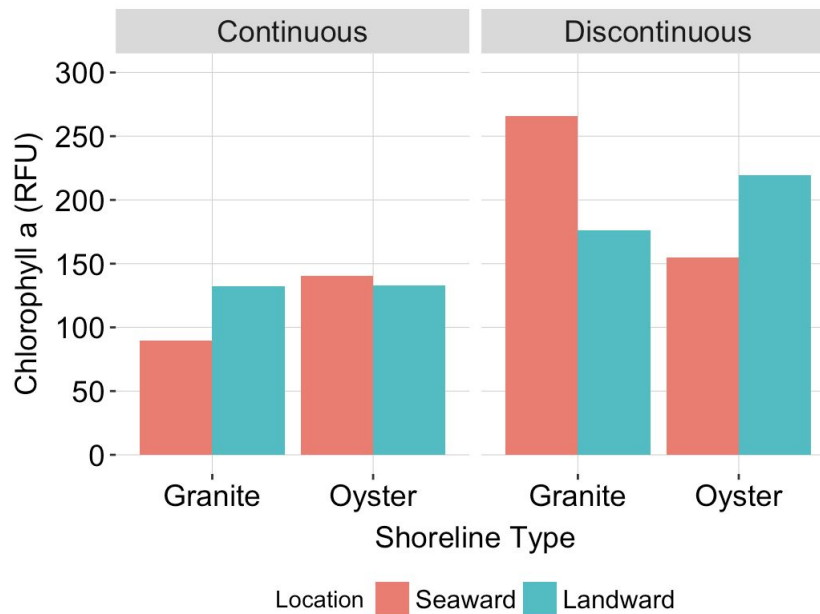 Continuous
Discontinuous
Chlorophyll a (RFU)
300
250
200
150
100
50
0
Granite
Oyster
Granite
Oyster
Shoreline Type
Location Seaward Landward